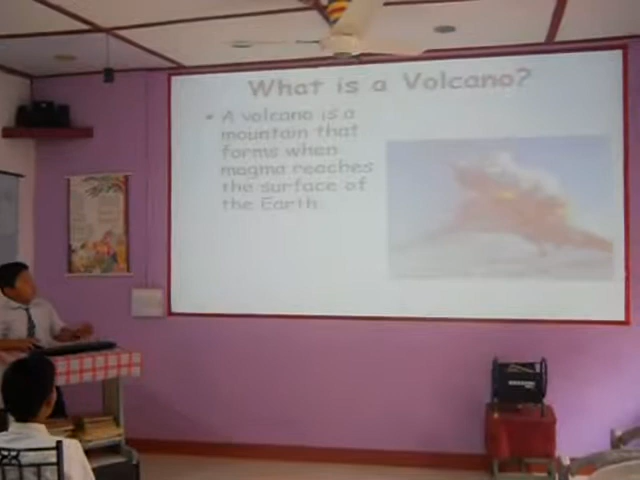 What is a Volcano?
• A volcano is a
mountain that
forms when
magma reaches
the surface of
the Earth.